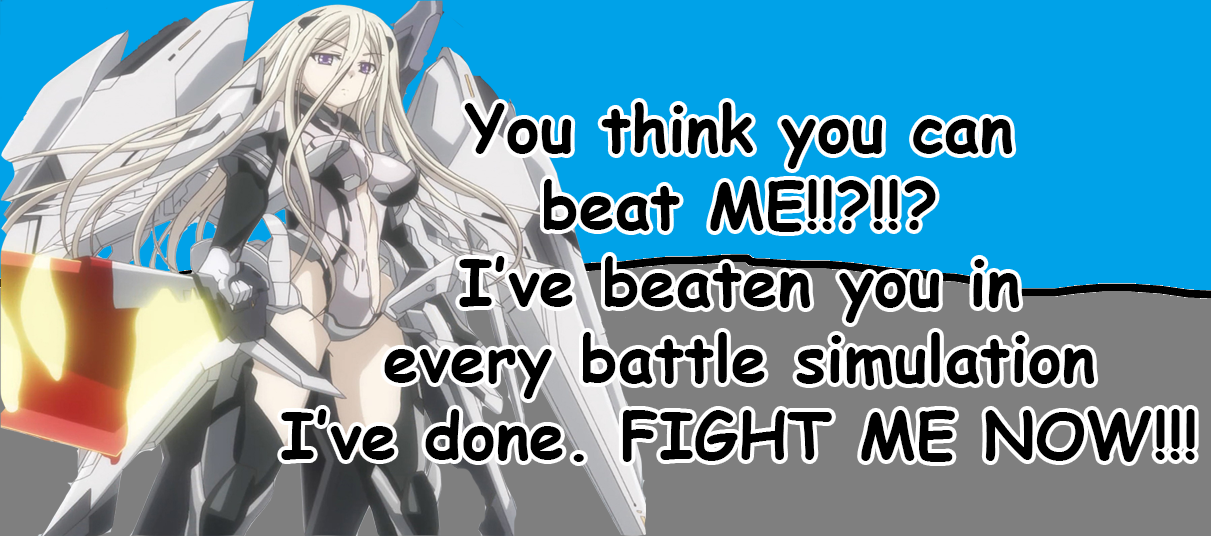 You think you can
beat ME!!?!!?
I've beaten you in
every battle simulation
I've done. FIGHT ME NOW!!!